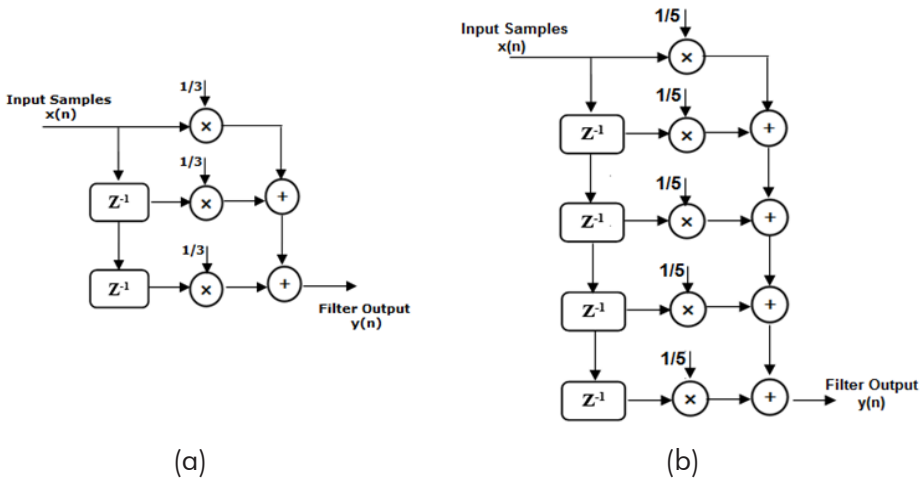 Input Samples
x(n)
1/3
×
1/3
Z-1
×
+
1/3
Z-1
×
+
Filter Output
y(n)
(a)
Input Samples
x(n)
1/5
×
1/5
Z-1
×
+
1/5
Z-1
×
+
1/5
Z-1
×
+
1/5
Z-1
×
+
Filter Output
y(n)
(b)